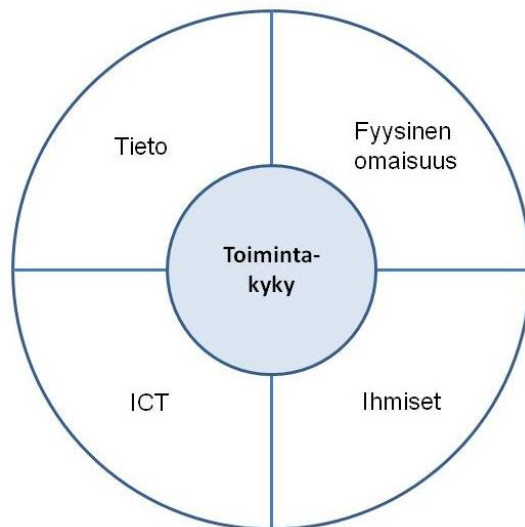 Tieto
Fyysinen
omaisuus
Toiminta-
kyky
ICT
Ihmiset